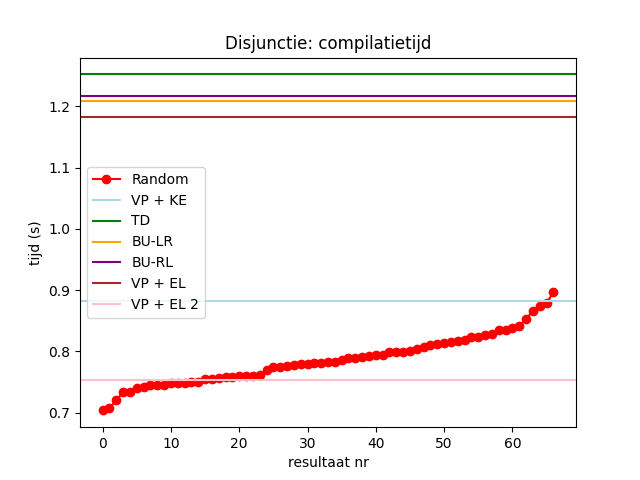 Disjunctie: compilatietijd
tijd (s)
1.2
1.1
1.0
0.9
0.8
0.7
Random
VP + KE
TD
BU-LR
BU-RL
VP + EL
VP + EL 2
0 10 20 30 40 50 60
resultaat nr